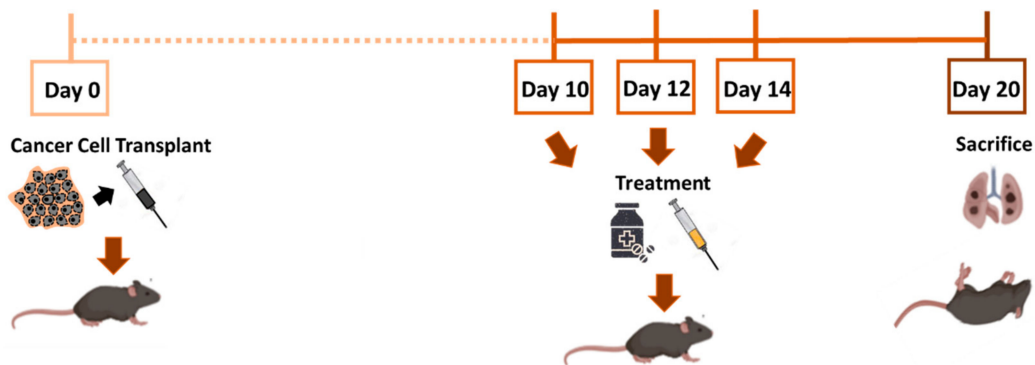 Day 0
Day 10
Day 12
Day 14
Day 20
Cancer Cell Transplant
Treatment
Sacrifice